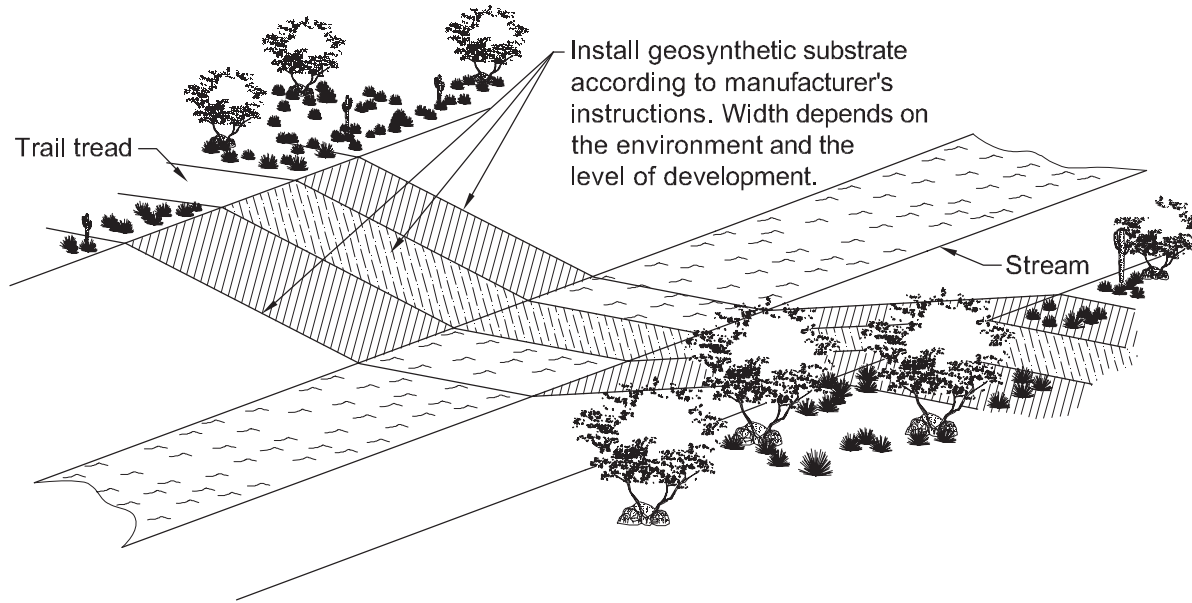 Install geosynthetic substrate
according to manufacturer's
instructions. Width depends on
the environment and the
level of development.
Trail tread
Stream